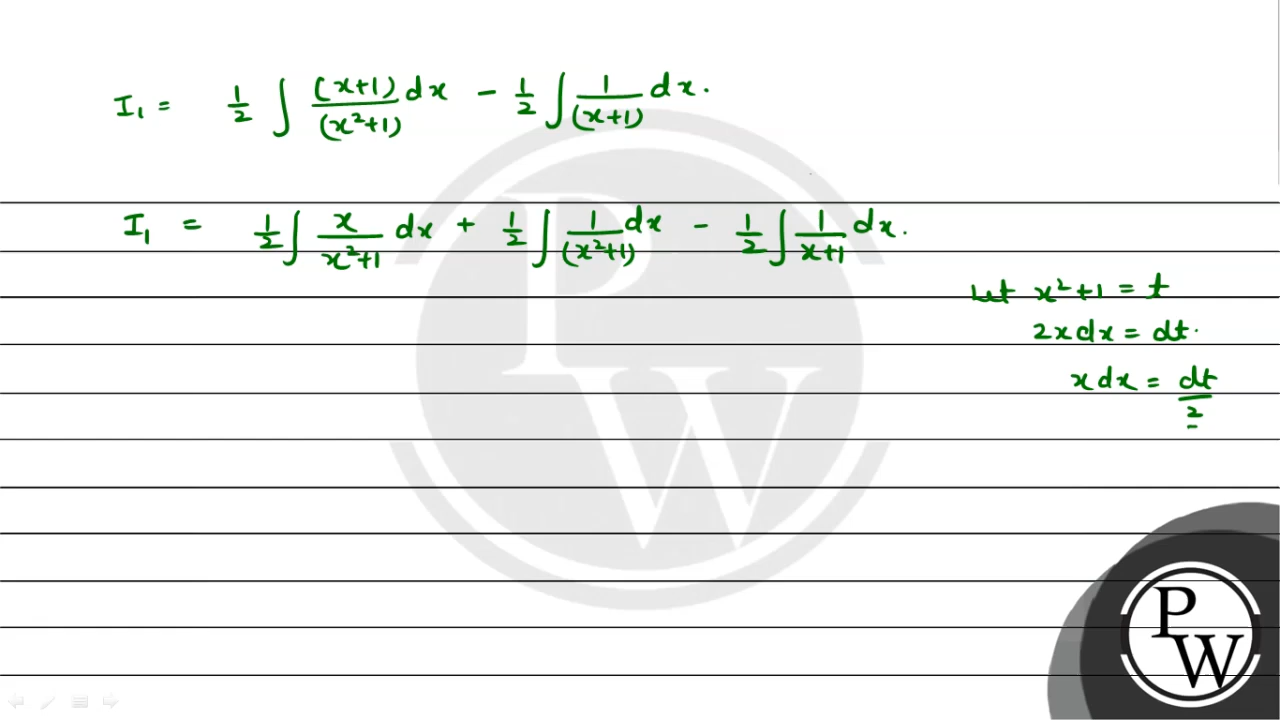 I₁ = 1/2 ∫ (x+1)/(x²+1) dx - 1/2 ∫ 1/(x+1) dx.
I₁ = 1/2 ∫ x/x²+1 dx + 1/2 ∫ 1/(x²+1) dx - 1/2 ∫ 1/x+1 dx.
Let x²+1 = t
2x dx = dt.
x dx = dt/2
P
W
P
W